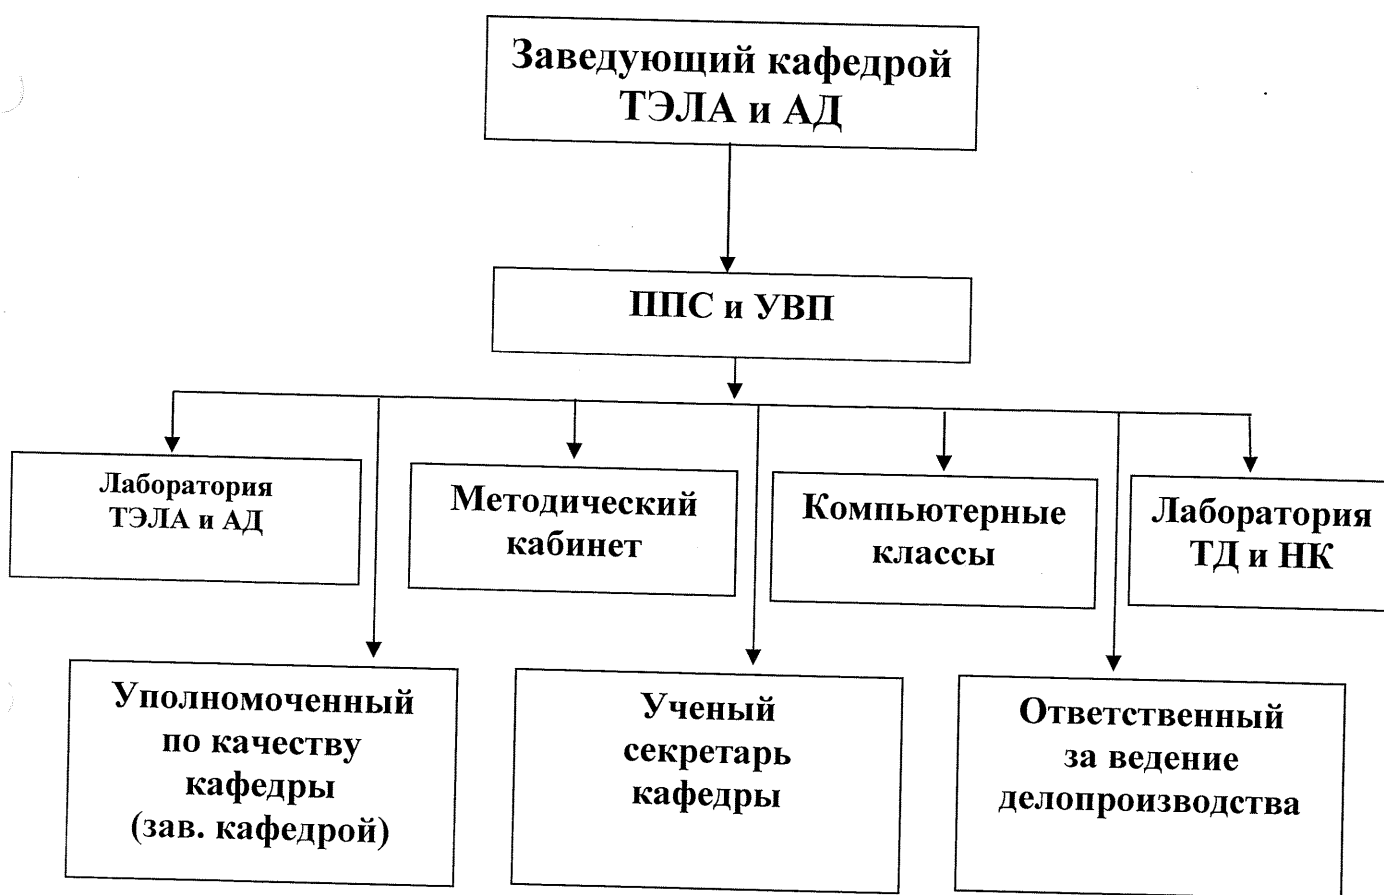 Заведующий кафедрой
ТЭЛА и АД
ППС и УВП
Лаборатория
ТЭЛА и АД
Методический
кабинет
Компьютерные
классы
Лаборатория
ТД и НК
Уполномоченный
по качеству
кафедры
(зав. кафедрой)
Ученый
секретарь
кафедры
Ответственный
за ведение
делопроизводства